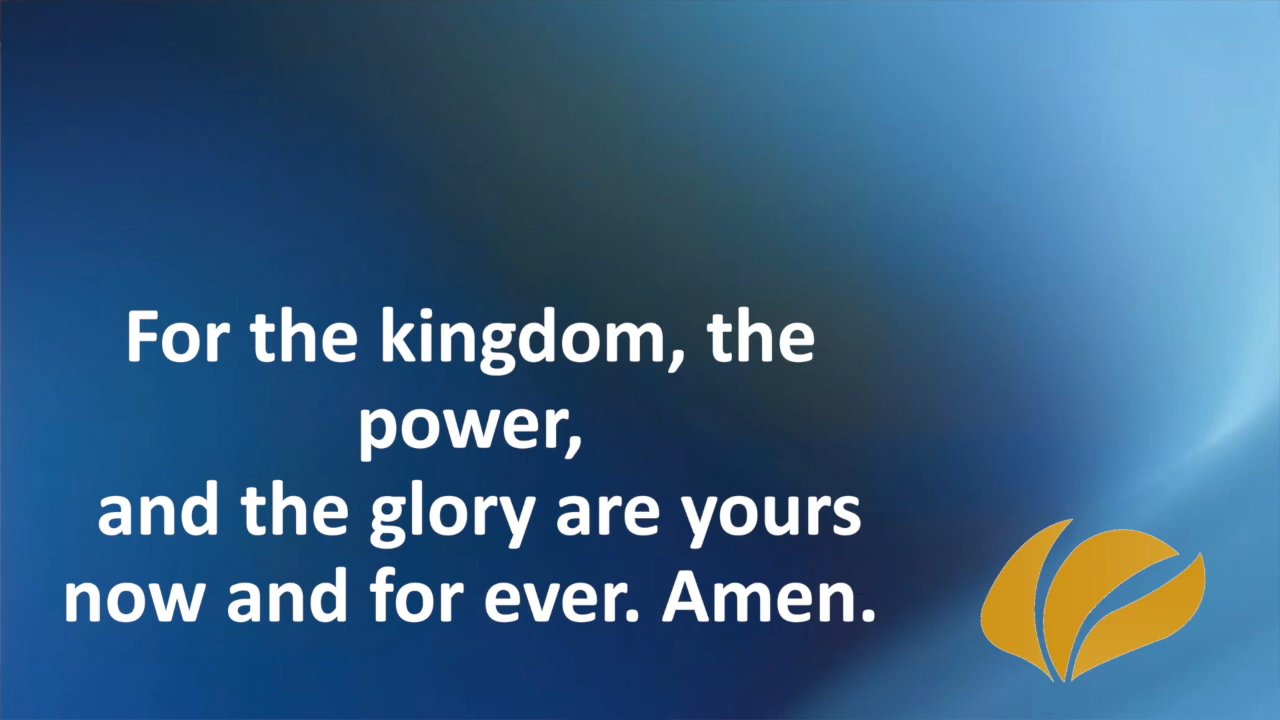 For the kingdom, the
power,
and the glory are yours
now and for ever. Amen.